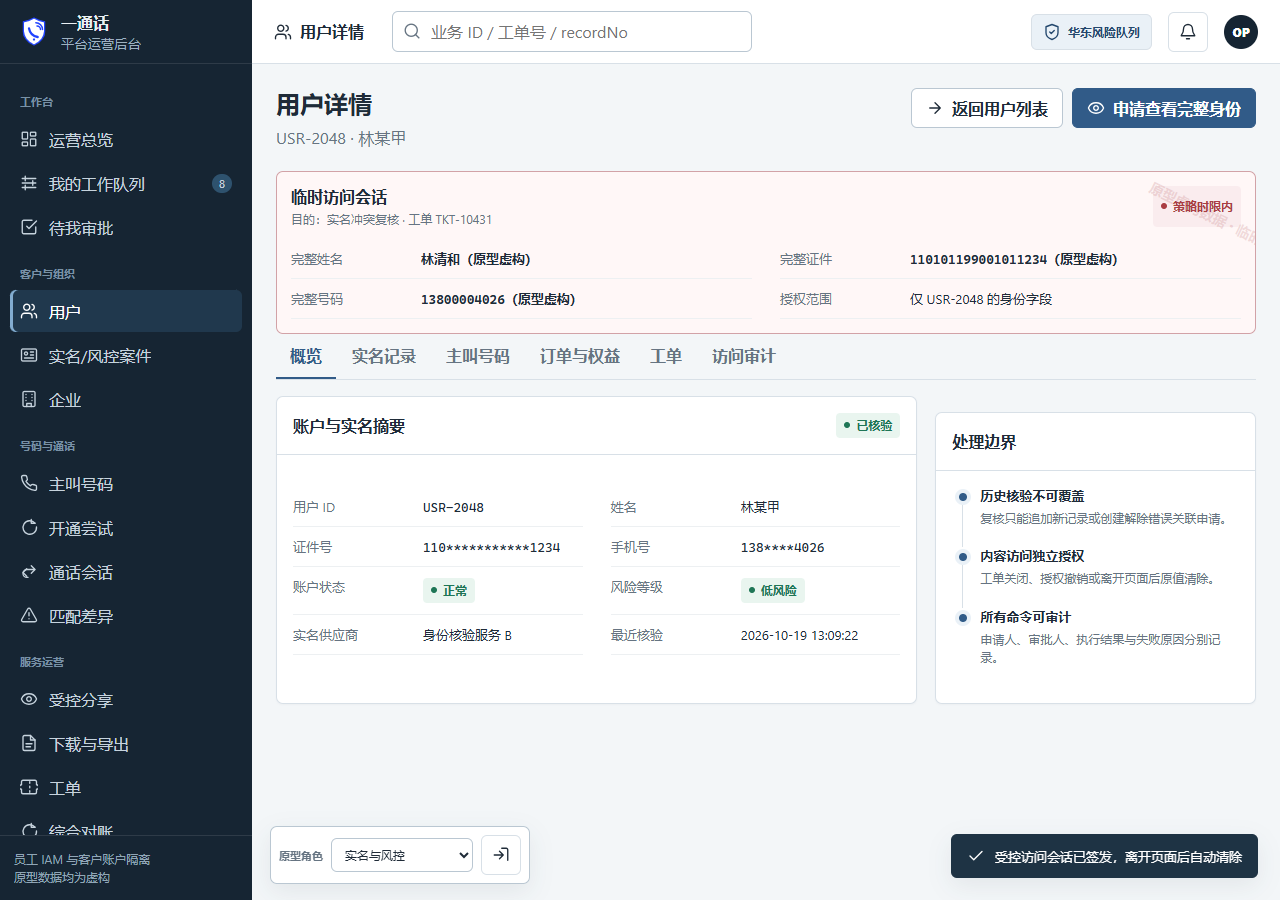 一通话
平台运营后台
工作台
运营总览
我的工作队列 8
待我审批
客户与组织
用户
实名/风控案件
企业
号码与通话
主叫号码
开通尝试
通话会话
匹配差异
服务运营
受控分享
下载与导出
工单
综合对账
员工 IAM 与客户账户隔离
原型数据均为虚构
用户详情
业务 ID / 工单号 / recordNo
华东风险队列
OP
用户详情
USR-2048 · 林某甲
返回用户列表
申请查看完整身份
临时访问会话
目的：实名冲突复核 · 工单 TKT-10431
策略时限内
完整姓名 林清和（原型虚构）
完整证件 110101199001011234（原型虚构）
完整号码 13800004026（原型虚构）
授权范围 仅 USR-2048 的身份字段
概览 实名记录 主叫号码 订单与权益 工单 访问审计
账户与实名摘要
已核验
用户 ID USR-2048
姓名 林某甲
证件号 110***********1234
手机号 138****4026
账户状态 正常
风险等级 低风险
实名供应商 身份核验服务 B
最近核验 2026-10-19 13:09:22
处理边界
历史核验不可覆盖
复核只能追加新记录或创建解除错误关联申请。
内容访问独立授权
工单关闭、授权撤销或离开页面后原值清除。
所有命令可审计
申请人、审批人、执行结果与失败原因分别记
录。
原型角色 实名与风控
受控访问会话已签发，离开页面后自动清除